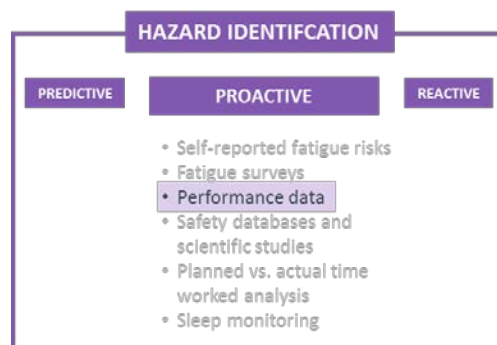 HAZARD IDENTIFCATION
PREDICTIVE
PROACTIVE
REACTIVE
• Self-reported fatigue risks
• Fatigue surveys
• Performance data
• Safety databases and
scientific studies
• Planned vs. actual time
worked analysis
• Sleep monitoring